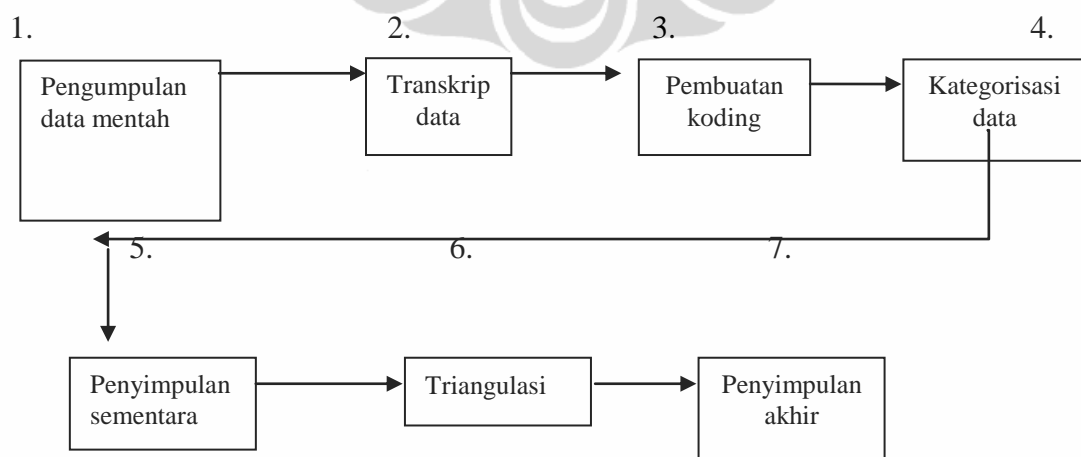 1. 2. 3. 4.
Pengumpulan
data mentah
Transkrip
data
Pembuatan
koding
Kategorisasi
data
5. 6. 7.
Penyimpulan
sementara
Triangulasi
Penyimpulan
akhir